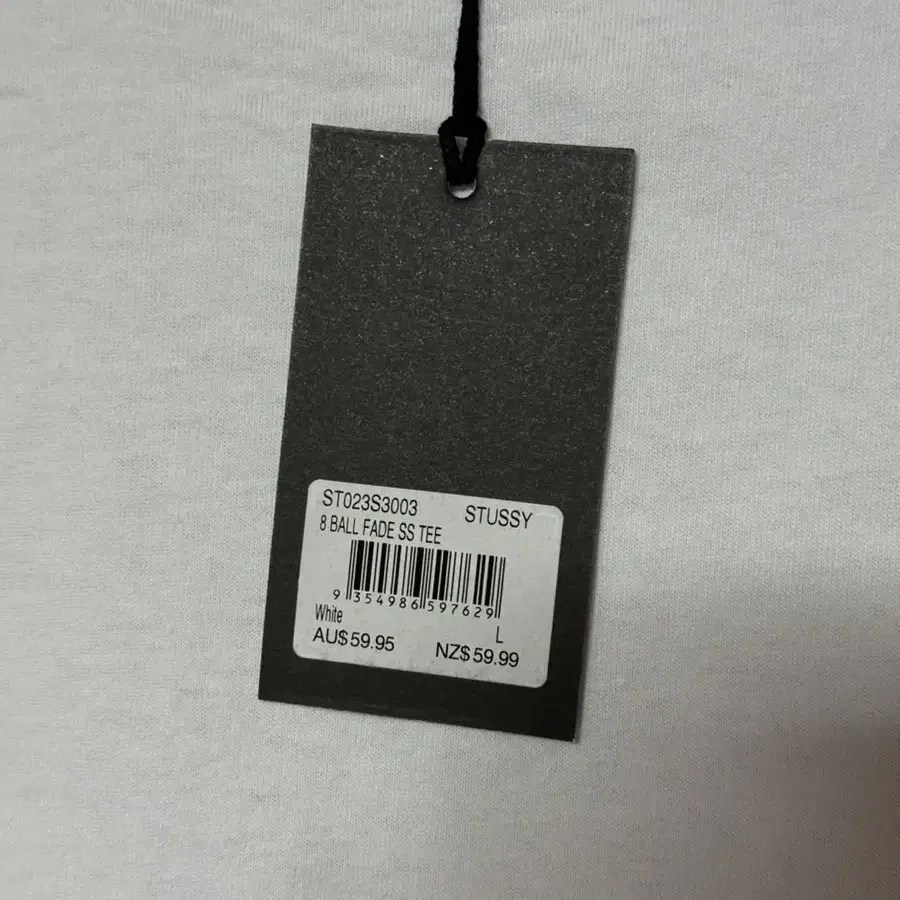 ST023S3003 STUSSY
8 BALL FADE SS TEE
9 354986 597629
White L
AU$59.95 NZ$59.99